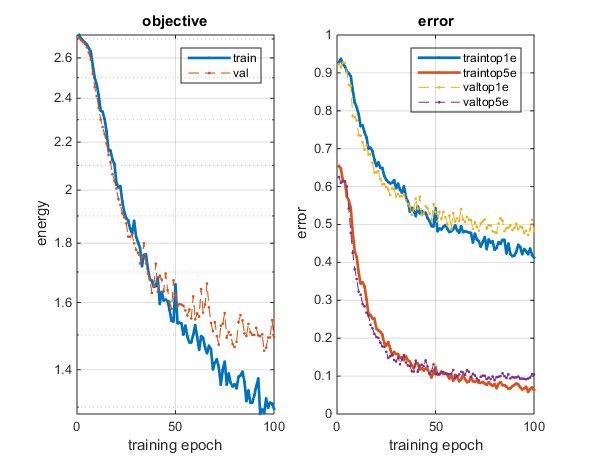 objective
energy
2.6
2.4
2.2
2
1.8
1.6
1.4
train
val
0
50
100
training epoch
error
error
1
0.9
0.8
0.7
0.6
0.5
0.4
0.3
0.2
0.1
0
traintop1e
traintop5e
valtop1e
valtop5e
0
50
100
training epoch